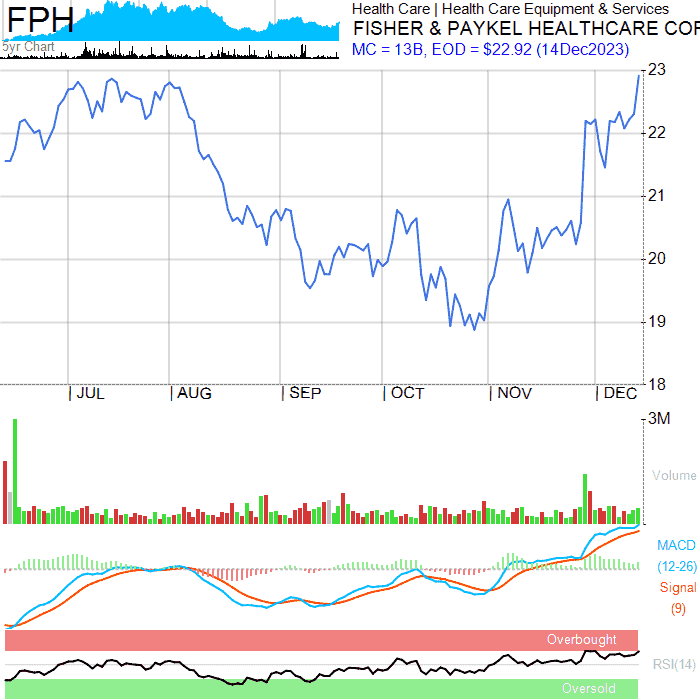 FPH
5yr Chart
Health Care | Health Care Equipment & Services
FISHER & PAYKEL HEALTHCARE COR
MC = 13B, EOD = $22.92 (14Dec2023)
23
22
21
20
19
18
| JUL | AUG | SEP | OCT | NOV | DEC
3M
Volume
MACD
(12-26)
Signal
(9)
Overbought
RSI(14)
Oversold